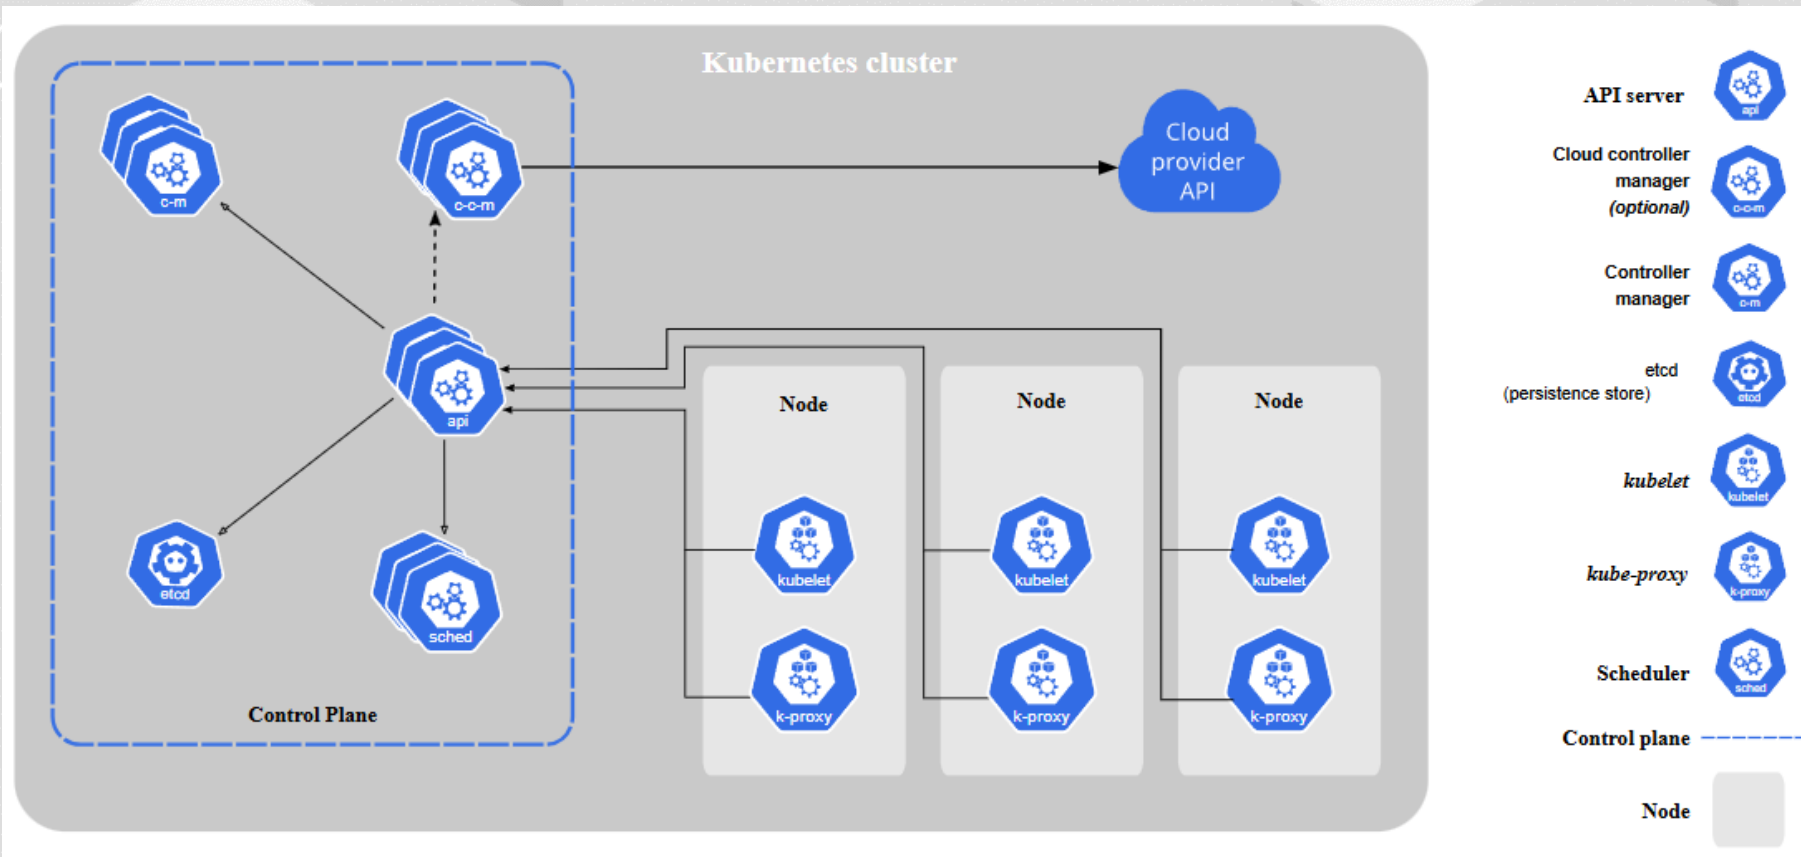 Kubernetes cluster
c-m
c-c-m
Cloud
provider
API
api
etcd
sched
Control Plane
Node
kubelet
k-proxy
Node
kubelet
k-proxy
Node
kubelet
k-proxy
API server
api
Cloud controller
manager
(optional)
c-c-m
Controller
manager
c-m
etcd
(persistence store)
etcd
kubelet
kubelet
kube-proxy
k-proxy
Scheduler
sched
Control plane
Node